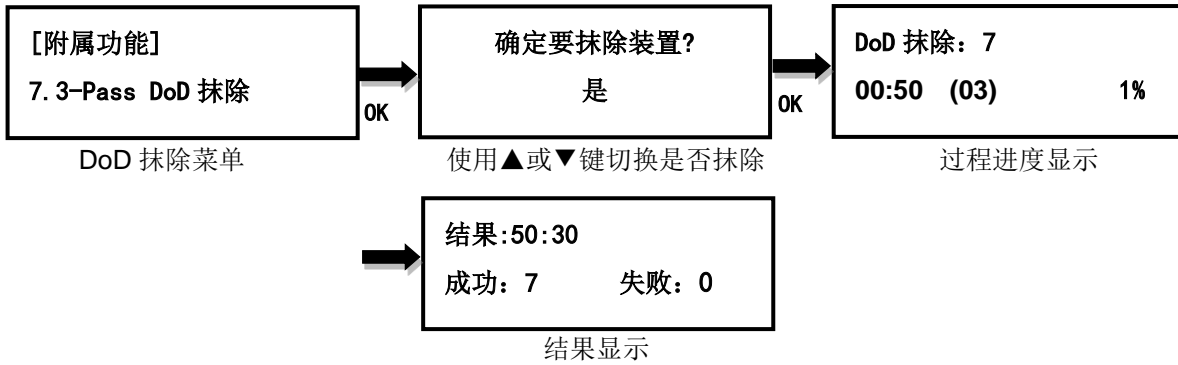 [附属功能]
7.3-Pass DoD 抹除
OK
DoD 抹除菜单
确定要抹除装置?
是
OK
使用▲或▼键切换是否抹除
DoD 抹除：7
00:50 (03) 1%
过程进度显示
结果:50:30
成功：7 失败：0
结果显示